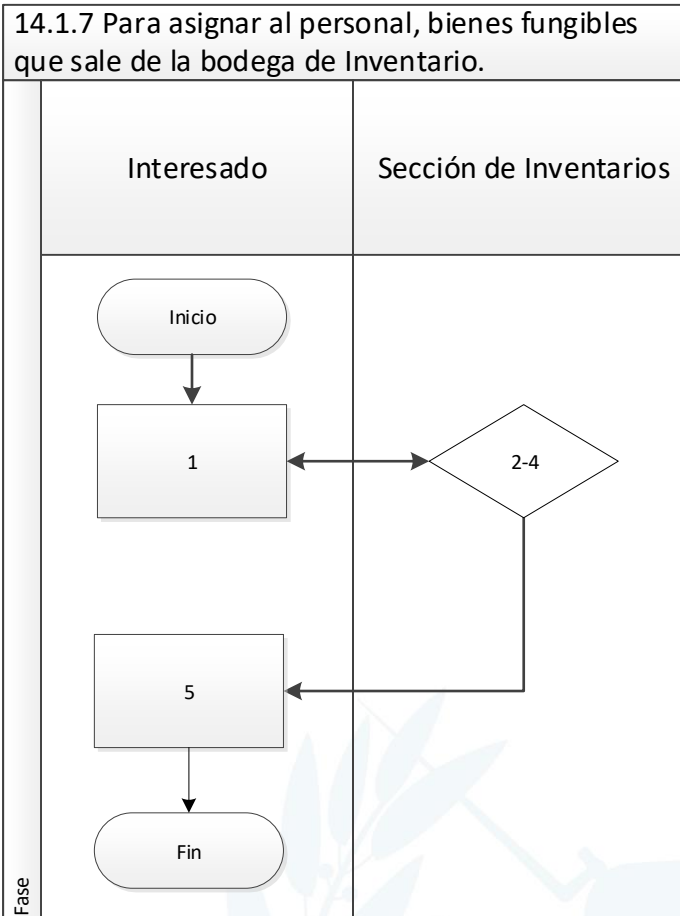 14.1.7 Para asignar al personal, bienes fungibles
que sale de la bodega de Inventario.
Interesado
Sección de Inventarios
Inicio
1
2-4
5
Fin
Fase